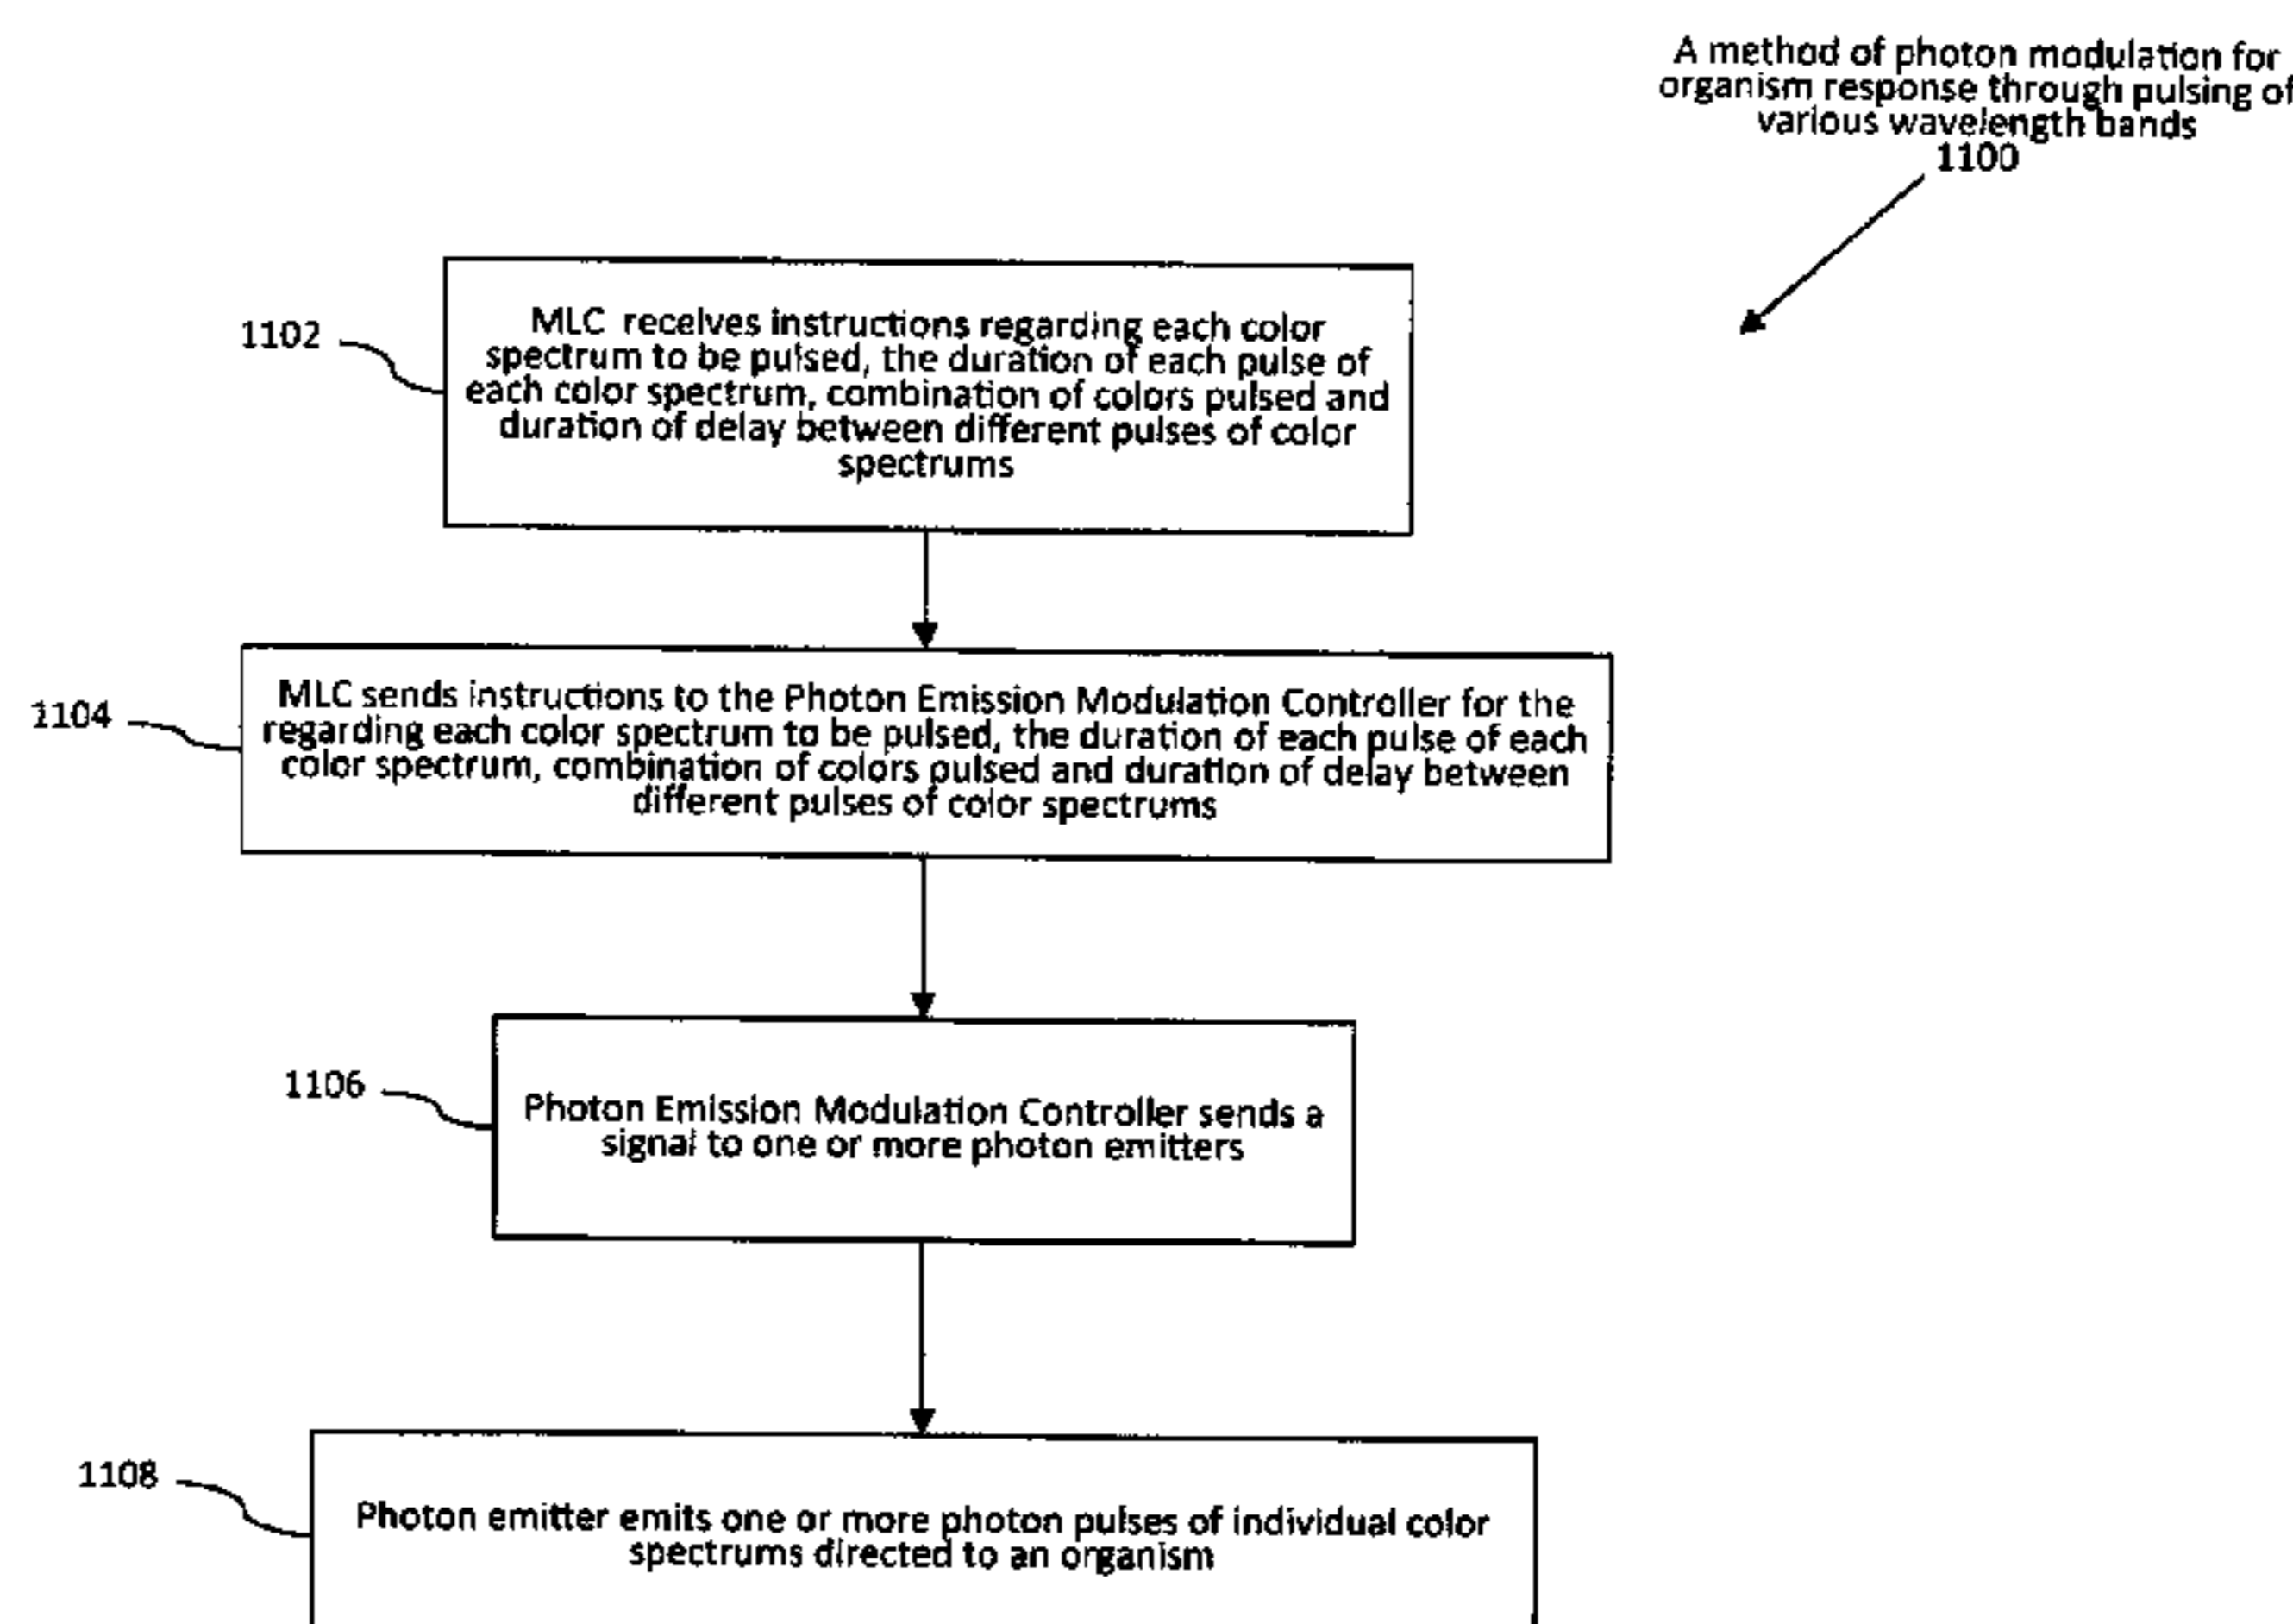 A method of photon modulation for
organism response through pulsing of
various wavelength bands
1100
1102
MLC receives instructions regarding each color
spectrum to be pulsed, the duration of each pulse of
each color spectrum, combination of colors pulsed and
duration of delay between different pulses of color
spectrums
1104
MLC sends instructions to the Photon Emission Modulation Controller for the
regarding each color spectrum to be pulsed, the duration of each pulse of each
color spectrum, combination of colors pulsed and duration of delay between
different pulses of color spectrums
1106
Photon Emission Modulation Controller sends a
signal to one or more photon emitters
1108
Photon emitter emits one or more photon pulses of individual color
spectrums directed to an organism